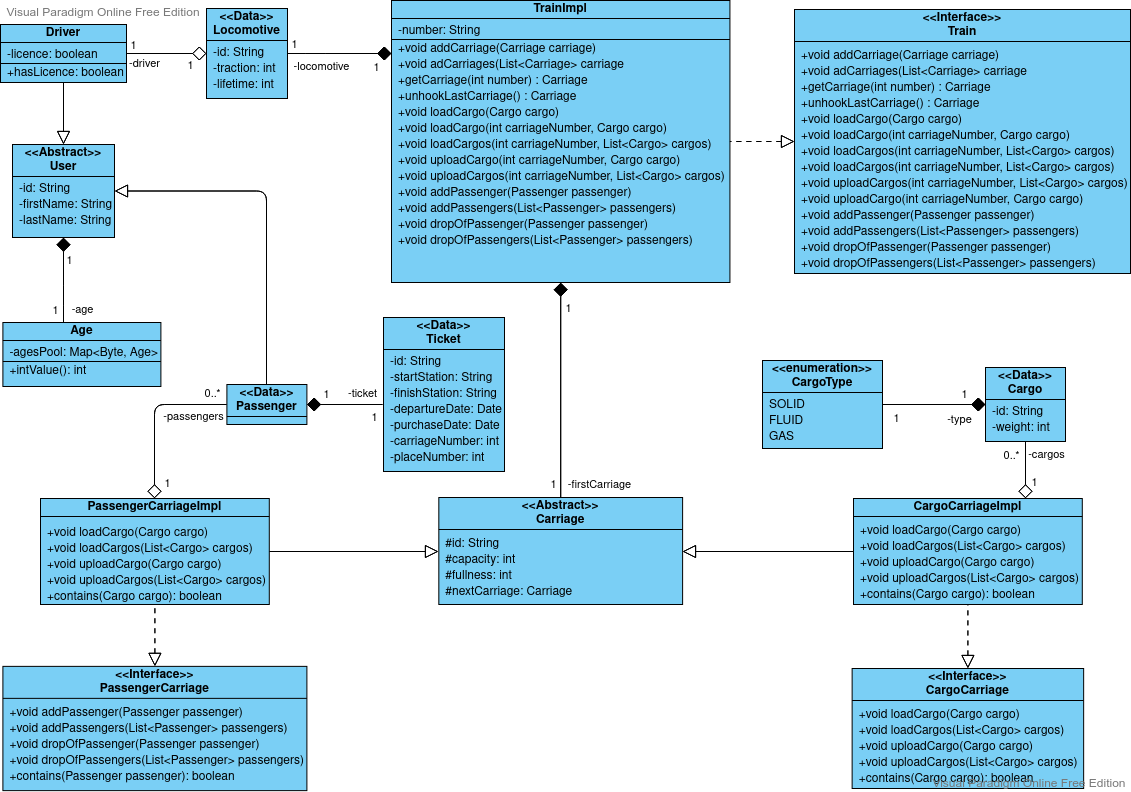 Visual Paradigm Online Free Edition
Driver
-licence: boolean
+hasLicence: boolean
1
-driver
1
<<Data>>
Locomotive
-id: String
-traction: int
-lifetime: int
1
-locomotive
1
TrainImpl
-number: String
+void addCarriage(Carriage carriage)
+void adCarriages(List<Carriage> carriage
+getCarriage(int number) : Carriage
+unhookLastCarriage() : Carriage
+void loadCargo(Cargo cargo)
+void loadCargo(int carriageNumber, Cargo cargo)
+void loadCargos(int carriageNumber, List<Cargo> cargos)
+void uploadCargo(int carriageNumber, Cargo cargo)
+void uploadCargos(int carriageNumber, List<Cargo> cargos)
+void addPassenger(Passenger passenger)
+void addPassengers(List<Passenger> passengers)
+void dropOfPassenger(Passenger passenger)
+void dropOfPassengers(List<Passenger> passengers)
<<Interface>>
Train
+void addCarriage(Carriage carriage)
+void adCarriages(List<Carriage> carriage
+getCarriage(int number) : Carriage
+unhookLastCarriage() : Carriage
+void loadCargo(Cargo cargo)
+void loadCargo(int carriageNumber, Cargo cargo)
+void loadCargos(int carriageNumber, List<Cargo> cargos)
+void loadCargos(int carriageNumber, List<Cargo> cargos)
+void uploadCargos(int carriageNumber, List<Cargo> cargos)
+void uploadCargo(int carriageNumber, Cargo cargo)
+void addPassenger(Passenger passenger)
+void addPassengers(List<Passenger> passengers)
+void dropOfPassenger(Passenger passenger)
+void dropOfPassengers(List<Passenger> passengers)
<<Abstract>>
User
-id: String
-firstName: String
-lastName: String
1
1
-age
Age
-agesPool: Map<Byte, Age>
+intValue(): int
1
<<Data>>
Ticket
-id: String
-startStation: String
-finishStation: String
-departureDate: Date
-purchaseDate: Date
-carriageNumber: int
-placeNumber: int
0..*
-passengers
<<Data>>
Passenger
1
-ticket
1
<<enumeration>>
CargoType
SOLID
FLUID
GAS
1
1
-type
<<Data>>
Cargo
-id: String
-weight: int
0..*
-cargos
1
1
1
-firstCarriage
PassengerCarriageImpl
+void loadCargo(Cargo cargo)
+void loadCargos(List<Cargo> cargos)
+void uploadCargo(Cargo cargo)
+void uploadCargos(List<Cargo> cargos)
+contains(Cargo cargo): boolean
<<Abstract>>
Carriage
#id: String
#capacity: int
#fullness: int
#nextCarriage: Carriage
CargoCarriageImpl
+void loadCargo(Cargo cargo)
+void loadCargos(List<Cargo> cargos)
+void uploadCargo(Cargo cargo)
+void uploadCargos(List<Cargo> cargos)
+contains(Cargo cargo): boolean
<<Interface>>
PassengerCarriage
+void addPassenger(Passenger passenger)
+void addPassengers(List<Passenger> passengers)
+void dropOfPassenger(Passenger passenger)
+void dropOfPassengers(List<Passenger> passengers)
+contains(Passenger passenger): boolean
<<Interface>>
CargoCarriage
+void loadCargo(Cargo cargo)
+void loadCargos(List<Cargo> cargos)
+void uploadCargo(Cargo cargo)
+void uploadCargos(List<Cargo> cargos)
+contains(Cargo cargo): boolean
Visual Paradigm Online Free Edition